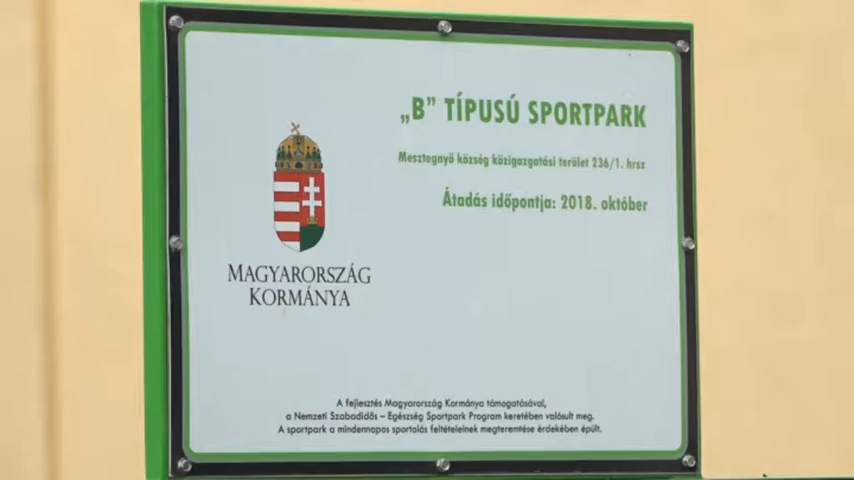 „B” TÍPUSÚ SPORTPARK
Mesztegnyő község közigazgatási terület 236/1. hrsz
Átadás időpontja: 2018. október
MAGYARORSZÁG
KORMÁNYA
A fejlesztés Magyarország Kormánya támogatásával,
a Nemzeti Szabadidős – Egészség Sportpark Program keretében valósult meg.
A sportpark a mindennapos sportolás feltételeinek megteremtése érdekében épült.